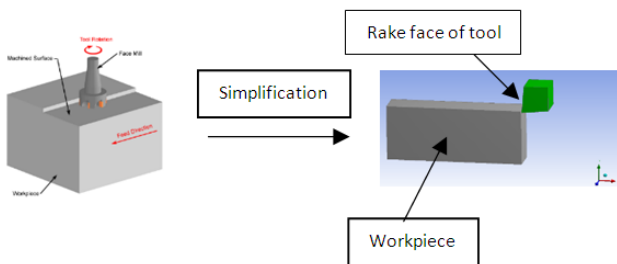 Tool Rotation
Face Mill
Machined Surface
Feed Direction
Workpiece
Simplification
Rake face of tool
Workpiece